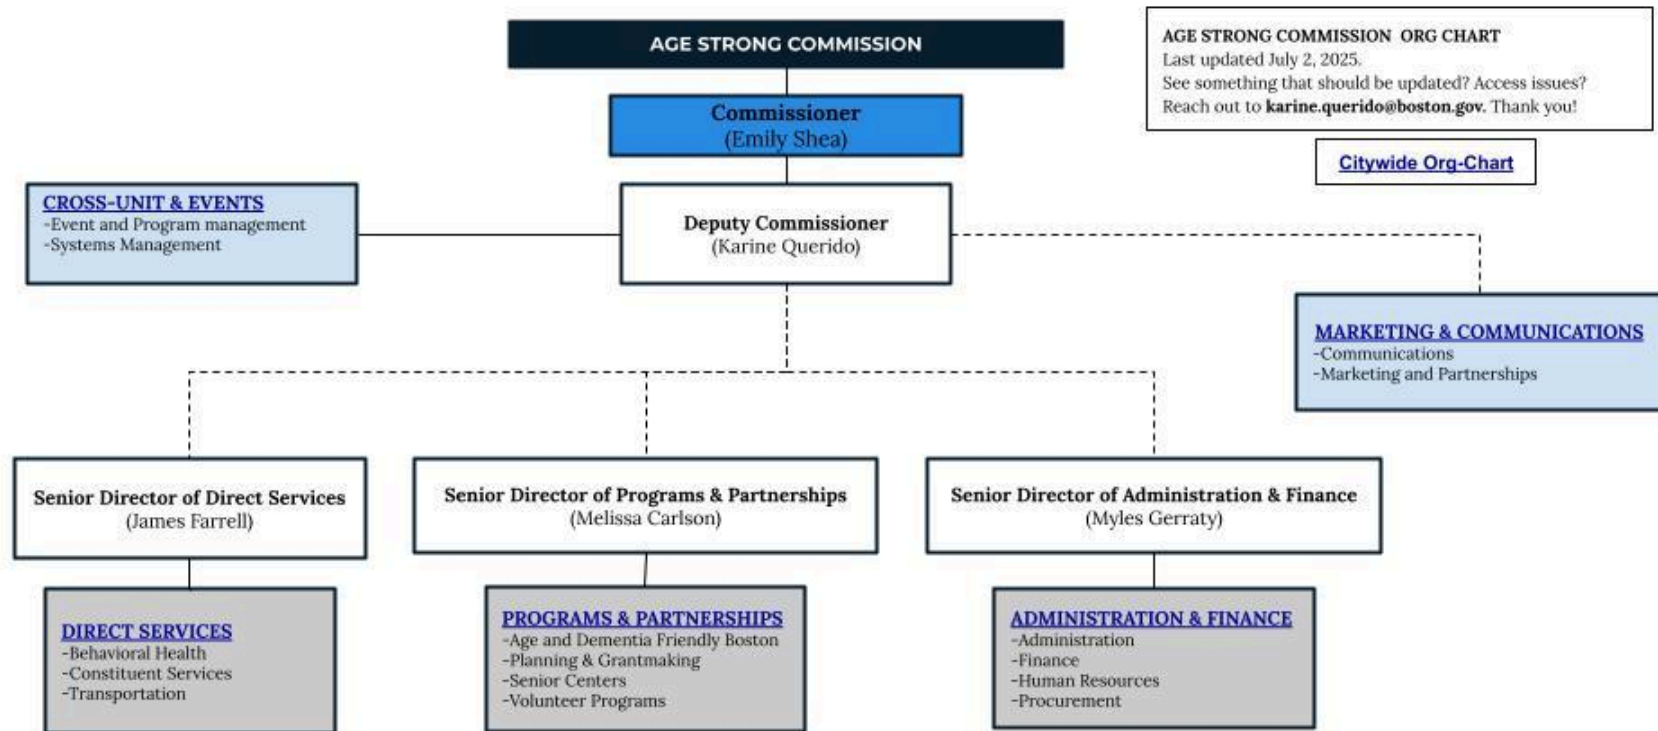 AGE STRONG COMMISSION
AGE STRONG COMMISSION ORG CHART
Last updated July 2, 2025.
See something that should be updated? Access issues?
Reach out to karine.querido@boston.gov. Thank you!
Citywide Org-Chart
Commissioner
(Emily Shea)
CROSS-UNIT & EVENTS
-Event and Program management
-Systems Management
Deputy Commissioner
(Karine Querido)
MARKETING & COMMUNICATIONS
-Communications
-Marketing and Partnerships
Senior Director of Direct Services
(James Farrell)
Senior Director of Programs & Partnerships
(Melissa Carlson)
Senior Director of Administration & Finance
(Myles Gerraty)
DIRECT SERVICES
-Behavioral Health
-Constituent Services
-Transportation
PROGRAMS & PARTNERSHIPS
-Age and Dementia Friendly Boston
-Planning & Grantmaking
-Senior Centers
-Volunteer Programs
ADMINISTRATION & FINANCE
-Administration
-Finance
-Human Resources
-Procurement